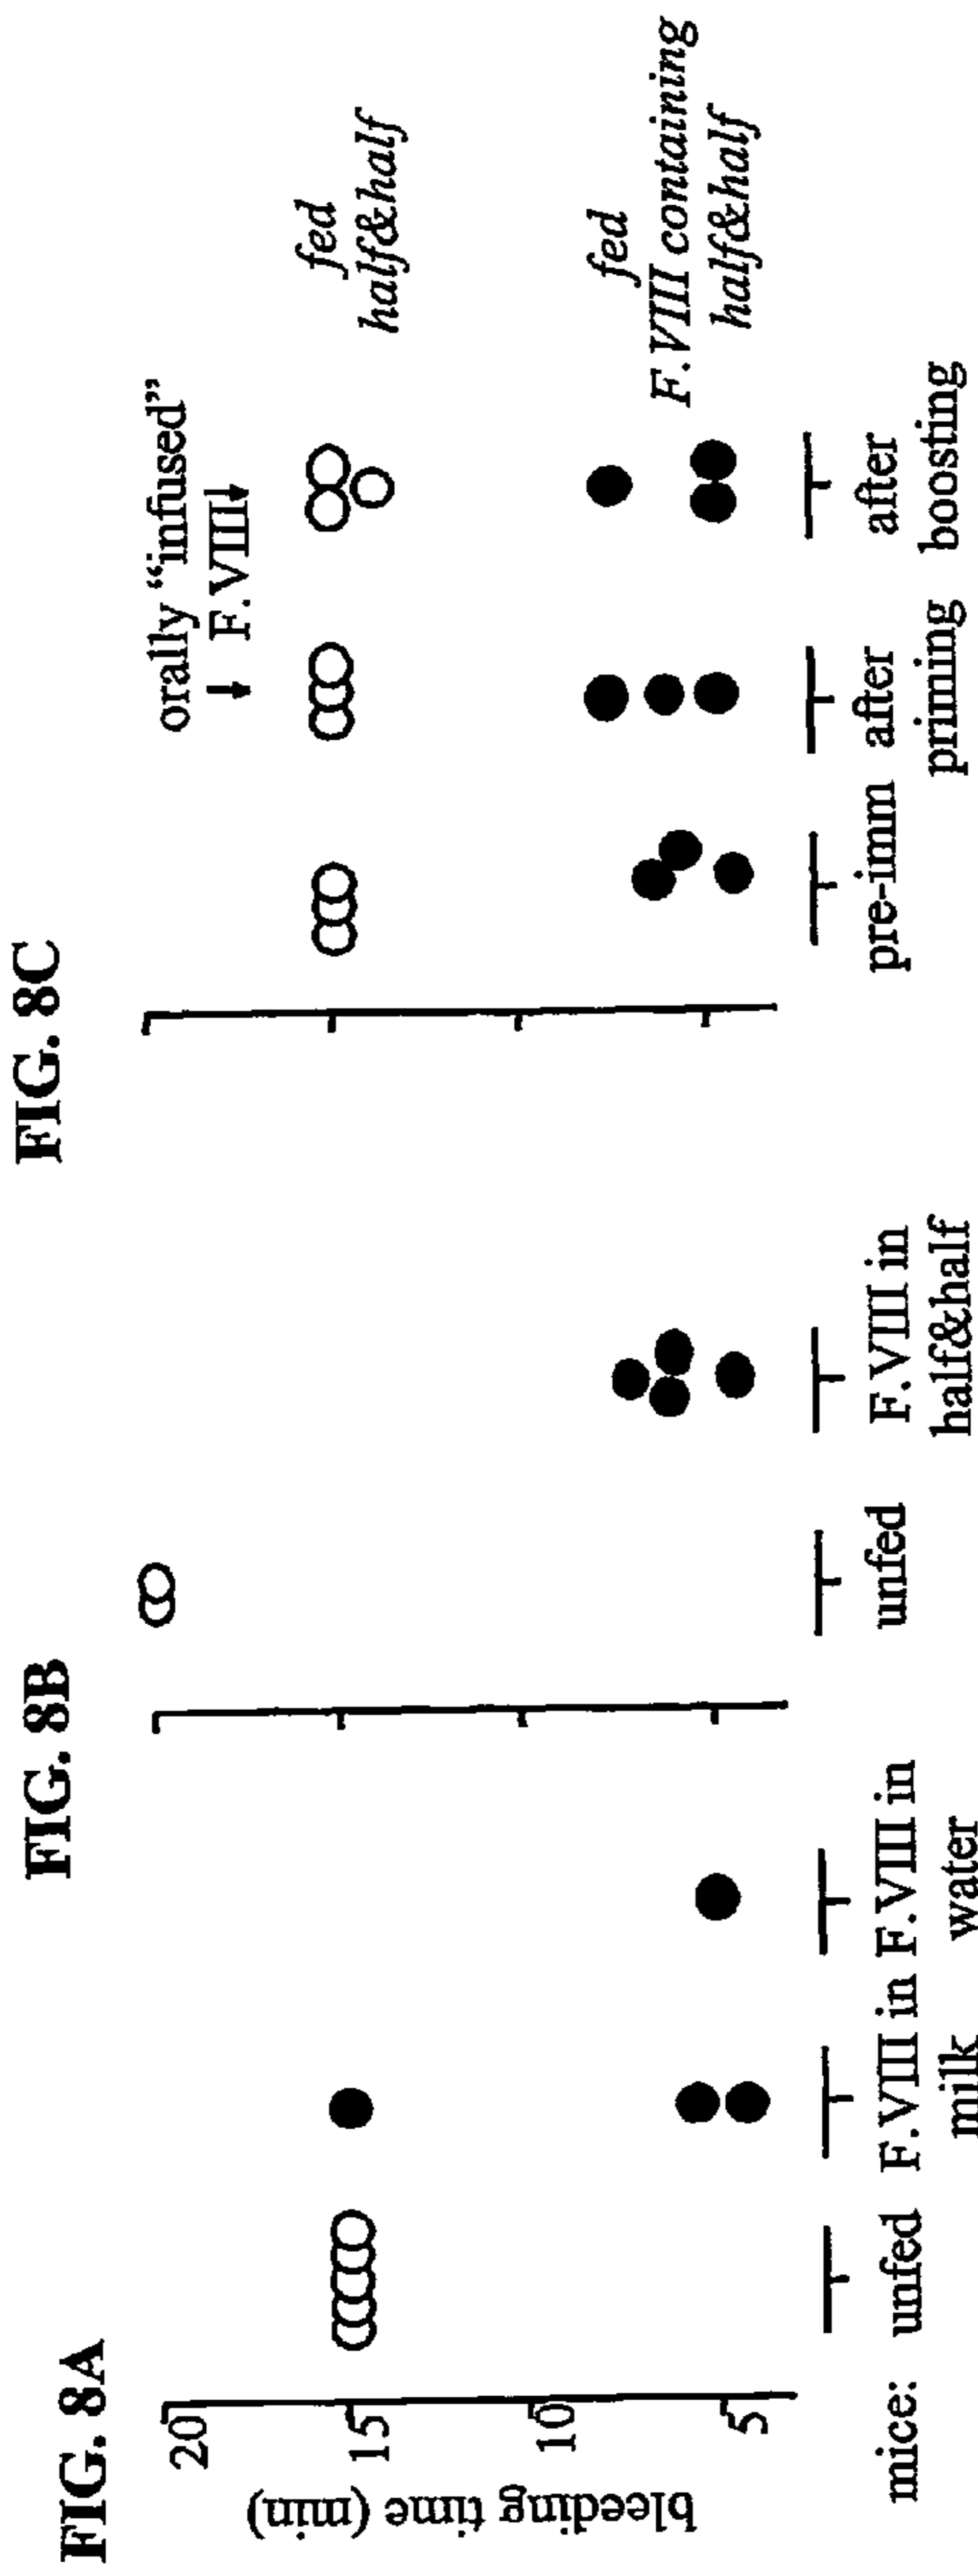 FIG. 8A
bleeding time (min)
20
15
10
5
mice:
unfed
F.VIII in
milk
F.VIII in
water
FIG. 8B
unfed
F.VIII in
half&half
FIG. 8C
orally “infused”
F.VIII
fed
half&half
fed
F.VIII containing
half&half
pre-imm
after
priming
after
boosting